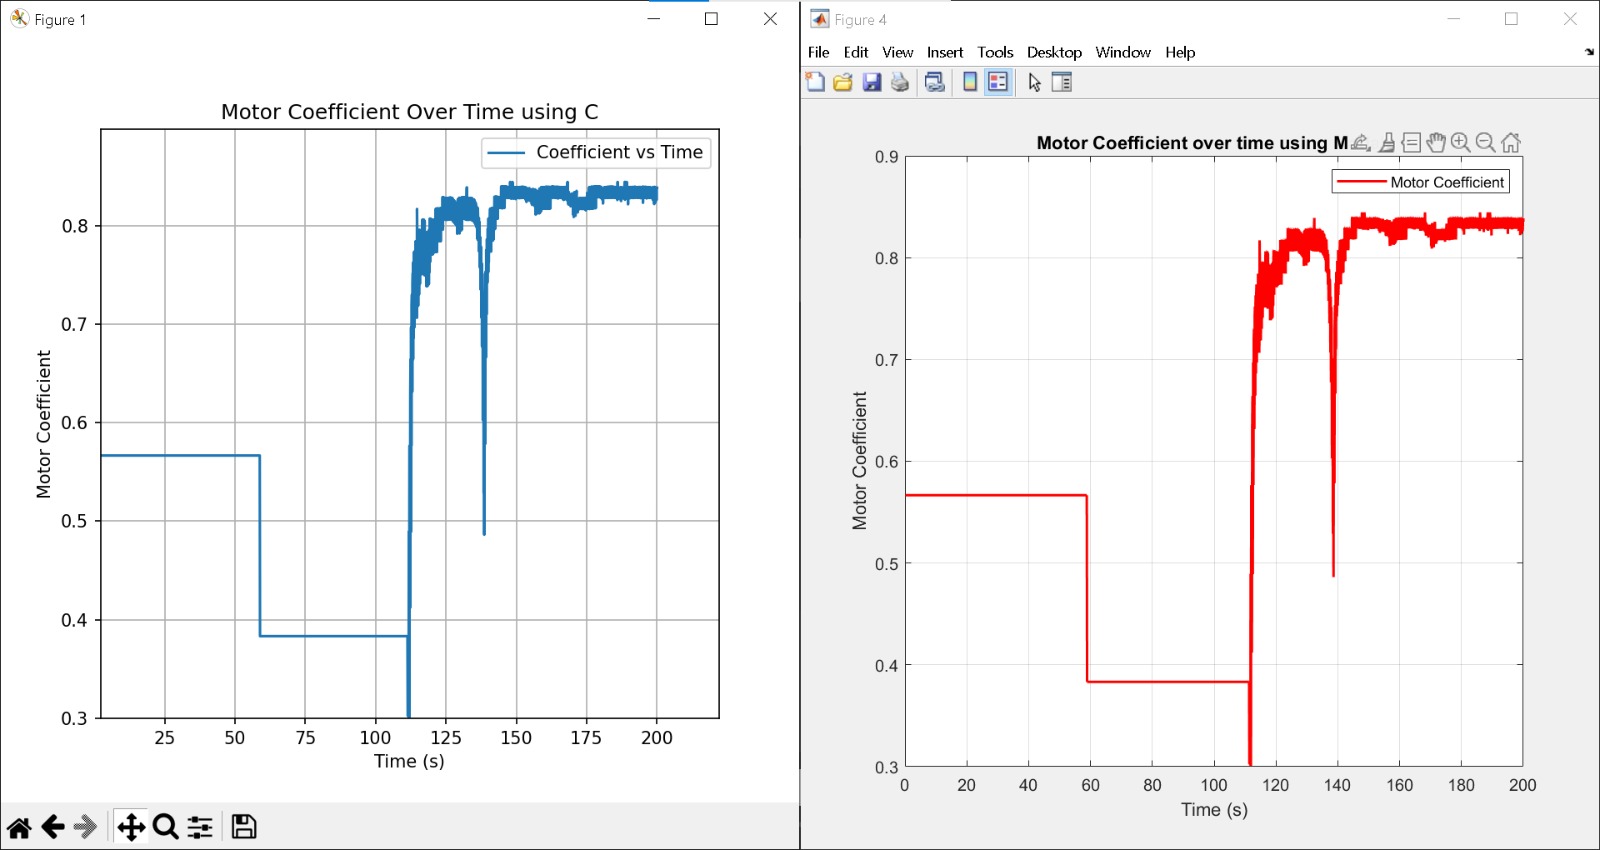 Figure 1
Motor Coefficient Over Time using C
Coefficient vs Time
0.8
0.7
0.6
0.5
0.4
0.3
Motor Coefficient
25 50 75 100 125 150 175 200
Time (s)
Figure 4
File Edit View Insert Tools Desktop Window Help
Motor Coefficient over time using M
Motor Coefficient
0.9
0.8
0.7
0.6
0.5
0.4
0.3
Motor Coefficient
0 20 40 60 80 100 120 140 160 180 200
Time (s)